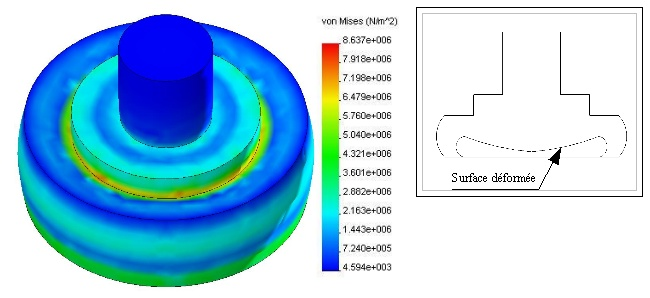 von Mises (N/m^2)
8.637e+006
7.918e+006
7.198e+006
6.479e+006
5.760e+006
5.040e+006
4.321e+006
3.601e+006
2.882e+006
2.163e+006
1.443e+006
7.240e+005
4.594e+003
Surface déformée